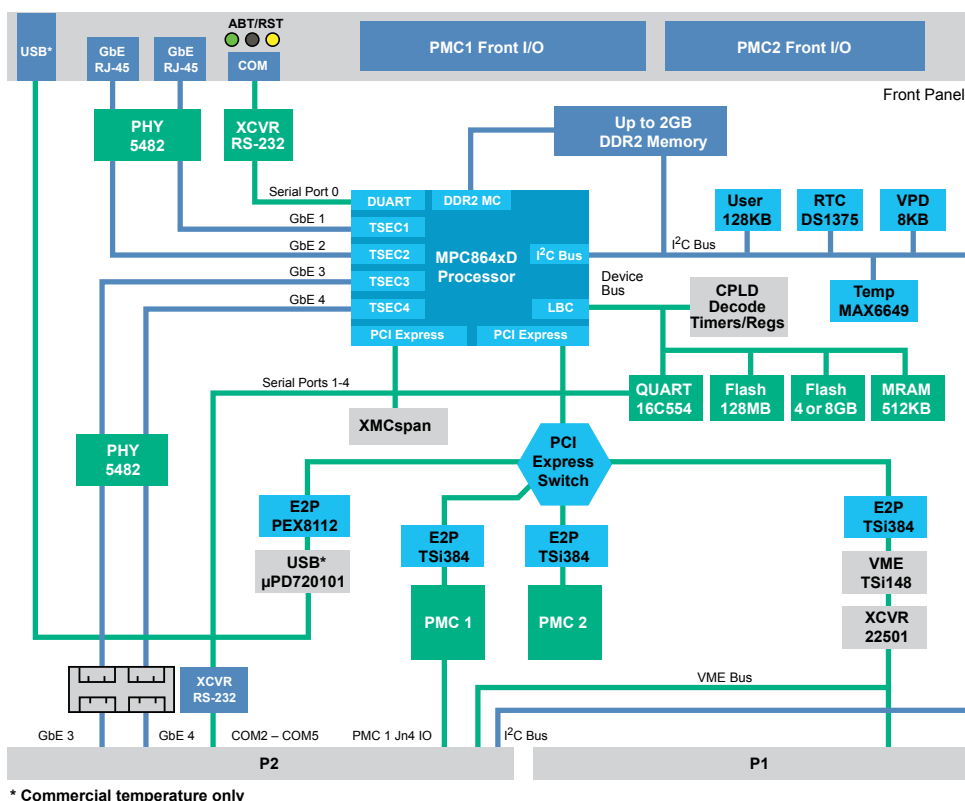 ABT/RST
USB*
GbE
RJ-45
GbE
RJ-45
COM
PMC1 Front I/O
PMC2 Front I/O
Front Panel
PHY
5482
XCVR
RS-232
Up to 2GB
DDR2 Memory
Serial Port 0
GbE 1
GbE 2
GbE 3
GbE 4
DUART
DDR2 MC
TSEC1
TSEC2
TSEC3
TSEC4
MPC864xD
Processor
I²C Bus
LBC
PCI Express
PCI Express
User
128KB
RTC
DS1375
VPD
8KB
I²C Bus
Device
Bus
CPLD
Decode
Timers/Regs
Temp
MAX6649
Serial Ports 1-4
QUART
16C554
Flash
128MB
Flash
4 or 8GB
MRAM
512KB
XMCspan
PHY
5482
PCI
Express
Switch
E2P
PEX8112
E2P
TSi384
E2P
TSi384
E2P
TSi384
USB*
µPD720101
VME
TSi148
PMC 1
PMC 2
XCVR
22501
XCVR
RS-232
VME Bus
GbE 3
GbE 4
COM2 – COM5
PMC 1 Jn4 IO
I²C Bus
P2
P1
* Commercial temperature only